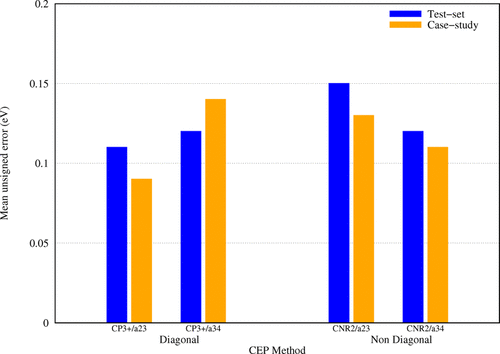 0.2
Test-set
Case-study
0.15
Mean unsigned error (eV)
0.1
0.05
0
CP3+/a23 CP3+/a34 CNR2/a23 CNR2/a34
Diagonal Non Diagonal
CEP Method